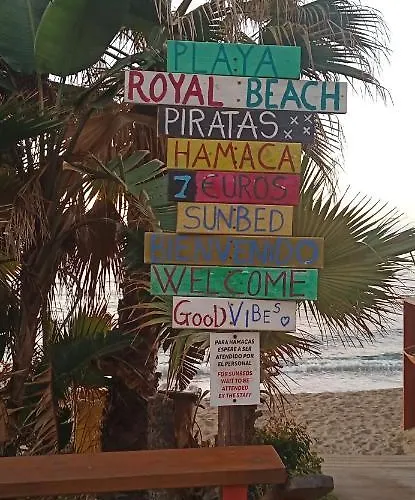 PLAYA
ROYAL BEACH
PIRATAS
HAMACA
7 EUROS
SUNBED
BIENVENIDO
WELCOME
GOOD VIBES
PARA HAMACAS
ESPERE A SER
ATENDIDO POR
EL PERSONAL
FOR SUNBEDS
WAIT TO BE
ATTENDED
BY THE STAFF